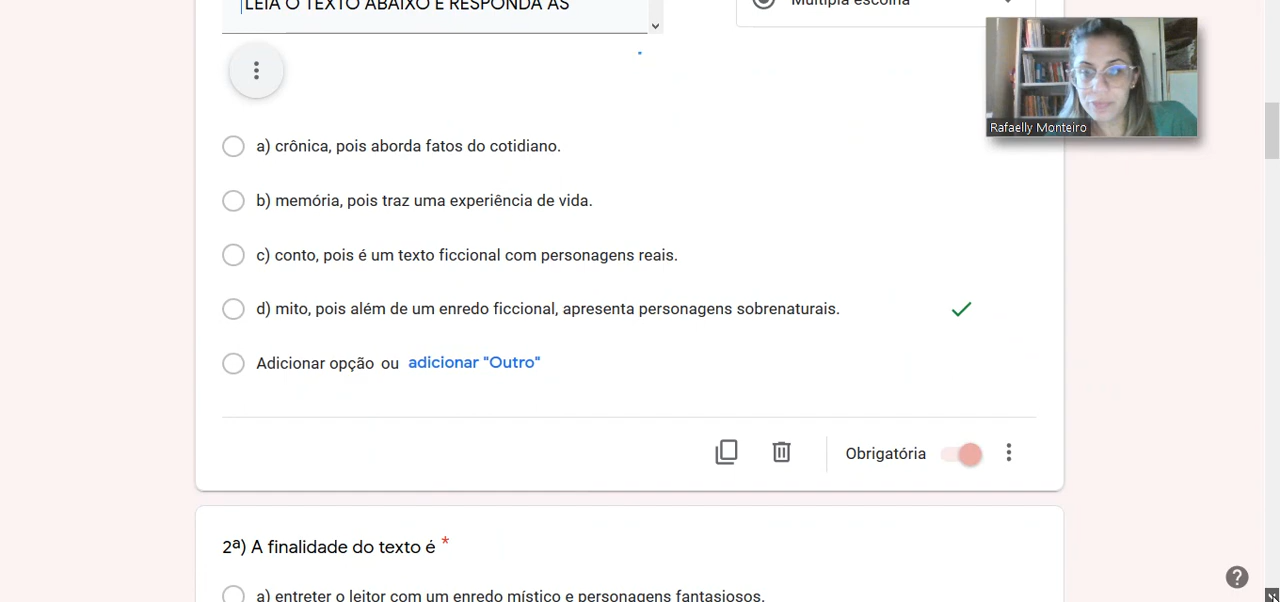 LEIA O TEXTO ABAIXO E RESPONDA ÀS
Múltipla escolha
Rafaelly Monteiro
a) crônica, pois aborda fatos do cotidiano.
b) memória, pois traz uma experiência de vida.
c) conto, pois é um texto ficcional com personagens reais.
d) mito, pois além de um enredo ficcional, apresenta personagens sobrenaturais.
Adicionar opção ou adicionar "Outro"
Obrigatória
2ª) A finalidade do texto é *
a) entreter o leitor com um enredo místico e personagens fantasiosos.